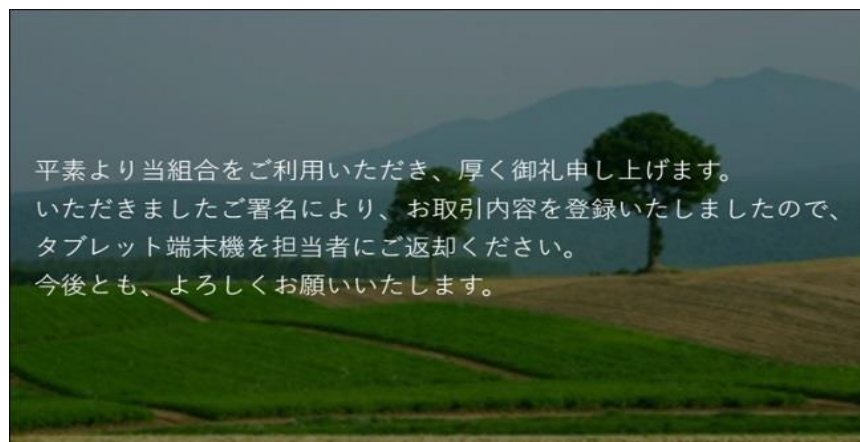 平素より当組合をご利用いただき、厚く御礼申し上げます。
いただきましたご署名により、お取引内容を登録いたしましたので、
タブレット端末機を担当者にご返却ください。
今後とも、よろしくお願いいたします。